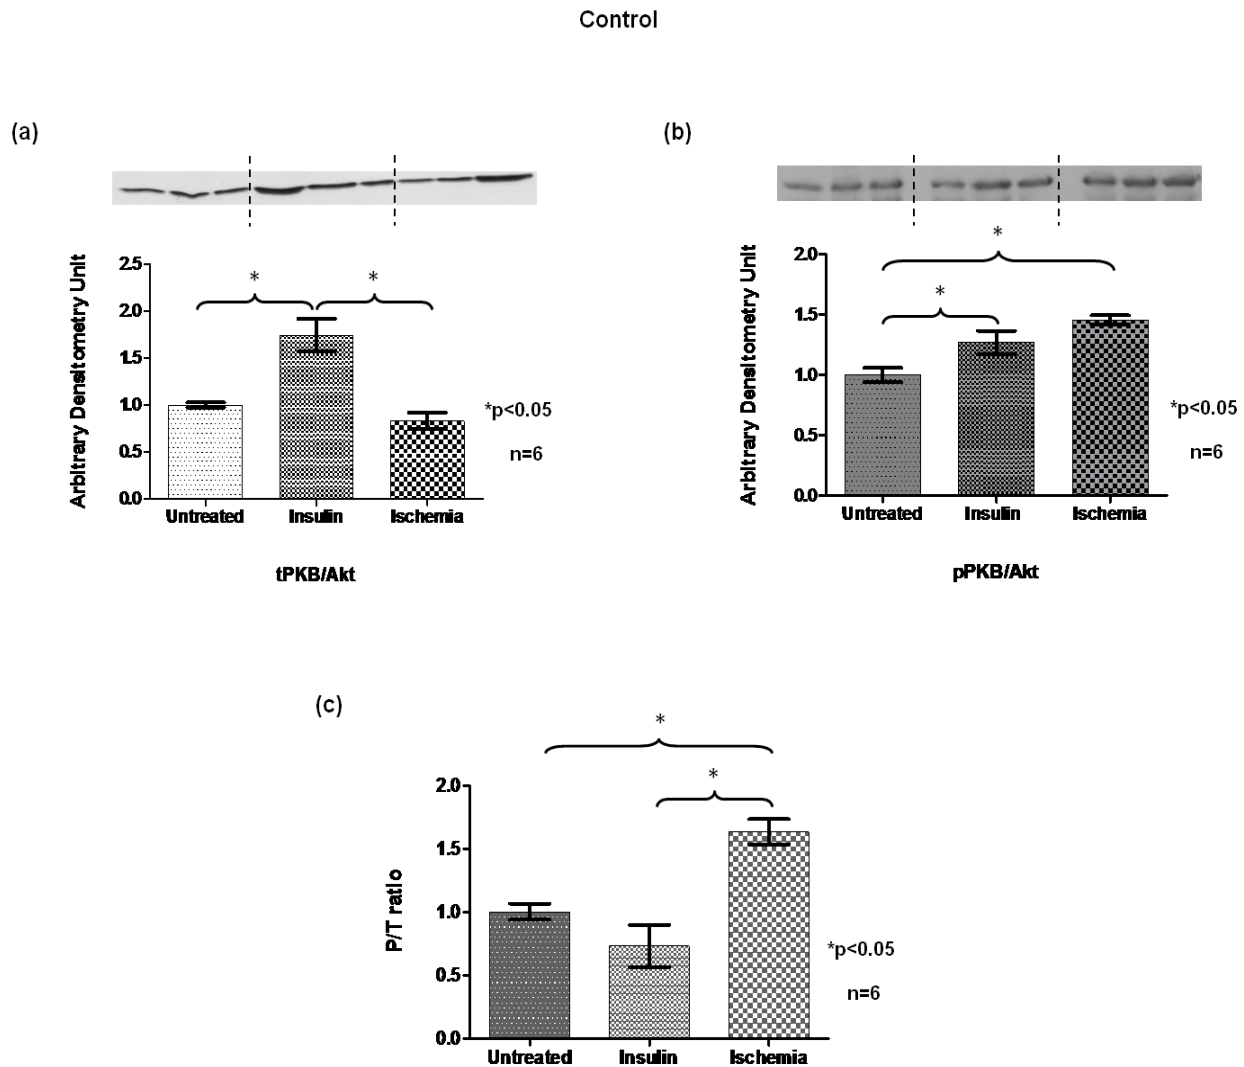 Control
(a)
(b)
Arbitrary Densitometry Unit
2.5
2.0
1.5
1.0
0.5
0.0
*
*
Untreated Insulin Ischemia
*p<0.05
n=6
tPKB/Akt
Arbitrary Densitometry Unit
2.0
1.5
1.0
0.5
0.0
*
*
Untreated Insulin Ischemia
*p<0.05
n=6
pPKB/Akt
(c)
P/T ratio
2.0
1.5
1.0
0.5
0.0
*
*
Untreated Insulin Ischemia
*p<0.05
n=6